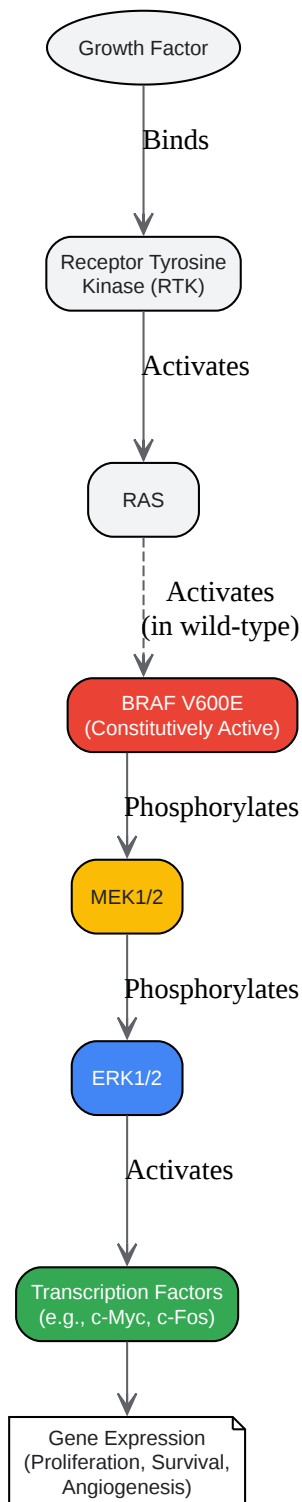 Growth Factor
Binds
Receptor Tyrosine
Kinase (RTK)
Activates
RAS
Activates
(in wild-type)
BRAF V600E
(Constitutively Active)
Phosphorylates
MEK1/2
Phosphorylates
ERK1/2
Activates
Transcription Factors
(e.g., c-Myc, c-Fos)
Gene Expression
(Proliferation, Survival,
Angiogenesis)